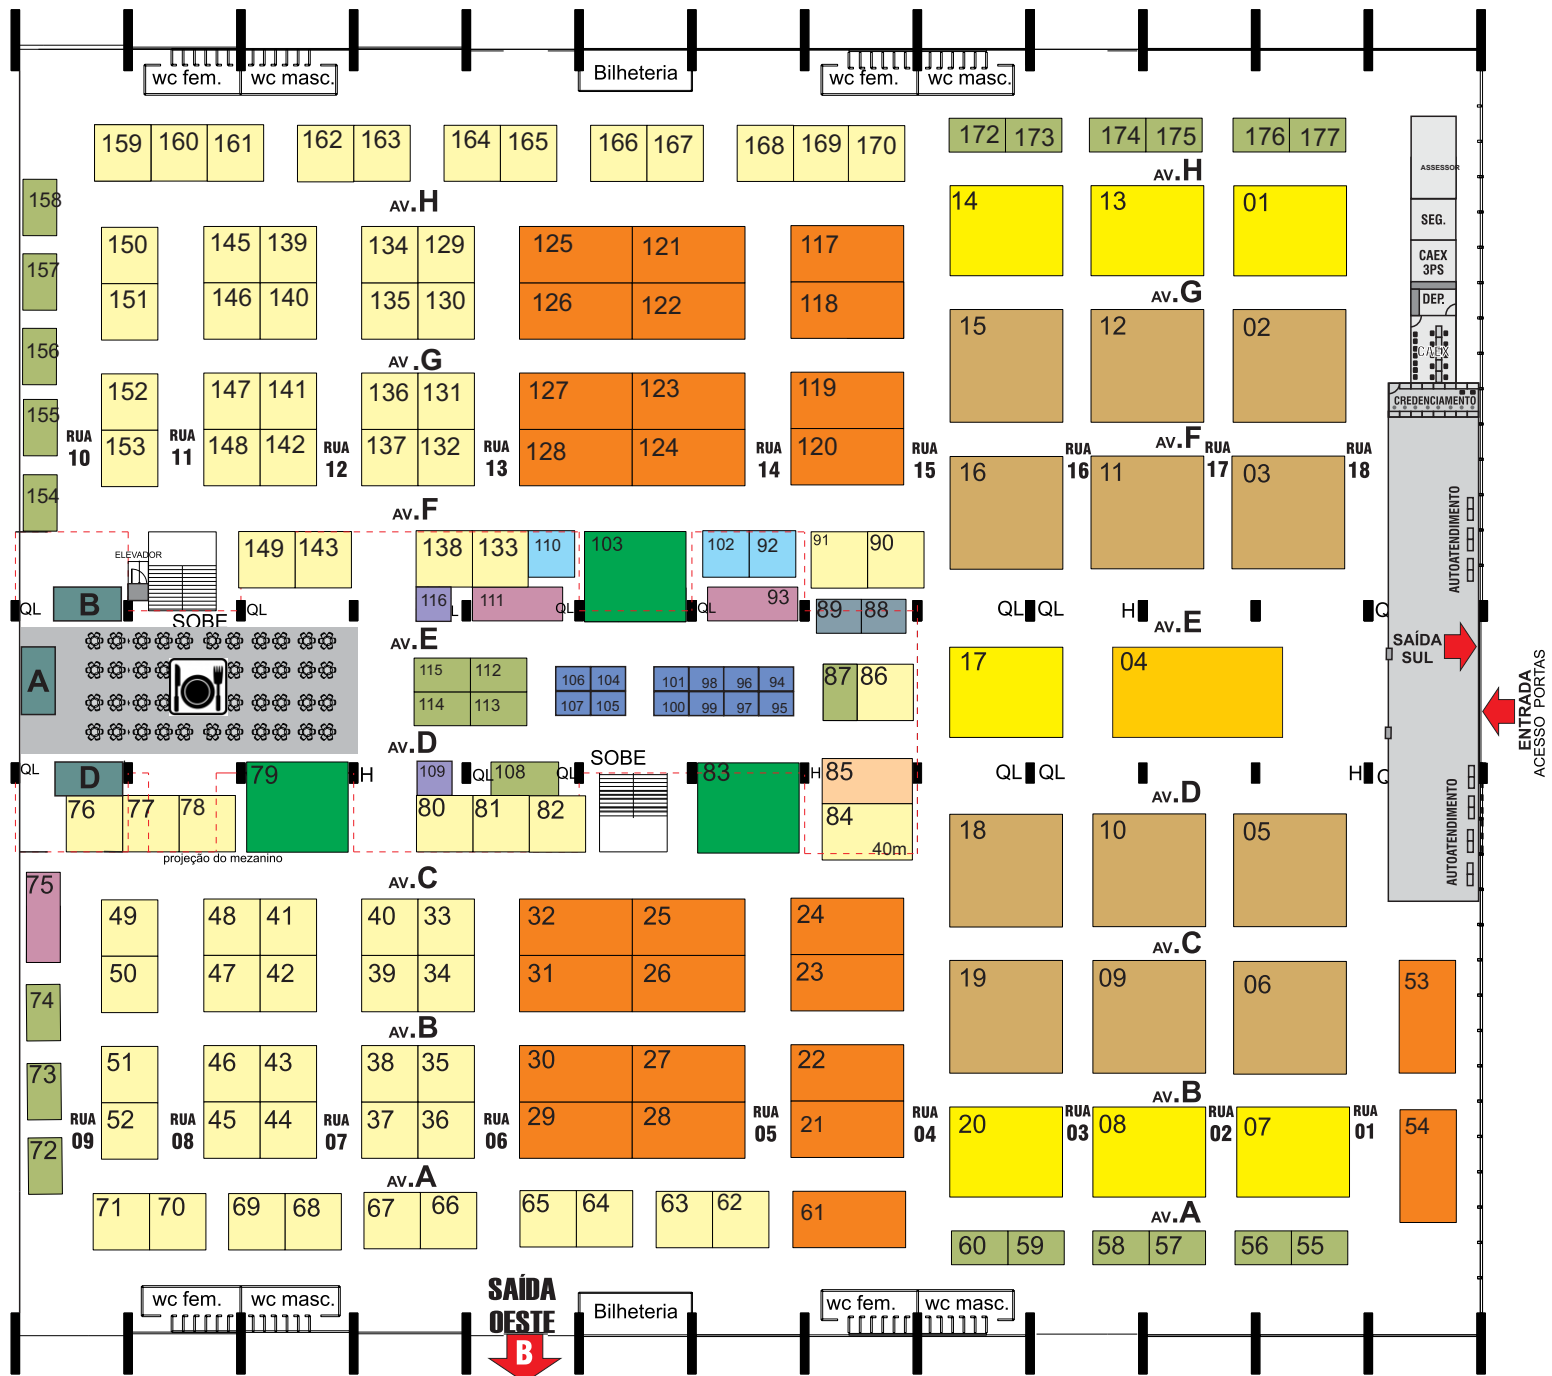 wc fem. wc masc. Bilheteria wc fem. wc masc.
159 160 161 162 163 164 165 166 167 168 169 170 172 173 174 175 176 177
ASSESSOR
158 AV.H AV.H
14 13 01 SEG.
150 145 139 134 129 125 121 117
157 CAEX
3PS
151 146 140 135 130 126 122 118 AV.G DEP.
15 12 02
156 AV.G CAEX
152 147 141 136 131 127 123 119 CREDENCIAMENTO
155
RUA 10 153 RUA 11 148 142 RUA 12 137 132 RUA 13 128 124 RUA 14 120 RUA 15 AV.F RUA 16 RUA 17 RUA 18
16 11 03
154 AV.F AUTOATENDIMENTO
ELEVADOR 149 143 138 133 110 103 102 92 91 90
B 116 111 93 89 88
QL QL L QL QL QL QL H Q
SOBE AV.E AV.E SAÍDA
SUL
A 115 112 106 104 101 98 96 94 87 86 17 04
114 113 107 105 100 99 97 95 ENTRADA
ACESSO PORTAS
AV.D SOBE
QL D 79 H 109 QL 108 QL 83 H 85 QL QL H Q
76 77 78 80 81 82 84 AV.D
40m AUTOATENDIMENTO
projeção do mezanino
18 10 05
75 AV.C
49 48 41 40 33 32 25 24
AV.C
50 47 42 39 34 31 26 23 19 09 06 53
74
AV.B
51 46 43 38 35 30 27 22
73 AV.B
RUA 09 52 RUA 08 45 44 RUA 07 37 36 RUA 06 29 28 RUA 05 21 RUA 04 20 RUA 03 08 RUA 02 07 RUA 01 54
72
AV.A
71 70 69 68 67 66 65 64 63 62 61 AV.A
60 59 58 57 56 55
wc fem. wc masc. SAÍDA
OESTE Bilheteria wc fem. wc masc.
B